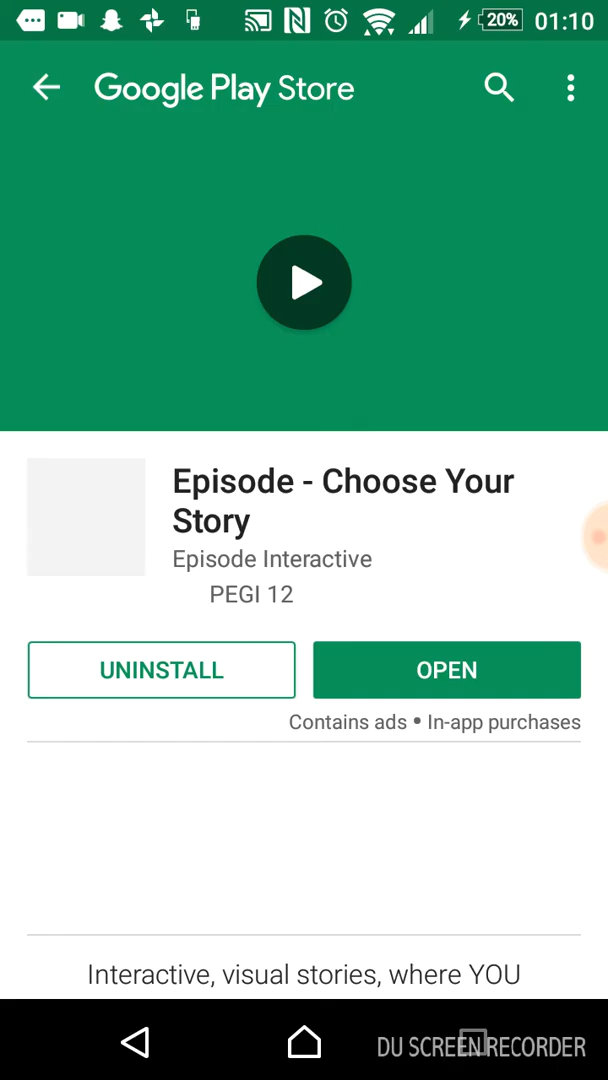 20% 01:10
Google Play Store
Episode - Choose Your
Story
Episode Interactive
PEGI 12
UNINSTALL
OPEN
Contains ads • In-app purchases
Interactive, visual stories, where YOU
DU SCREEN RECORDER